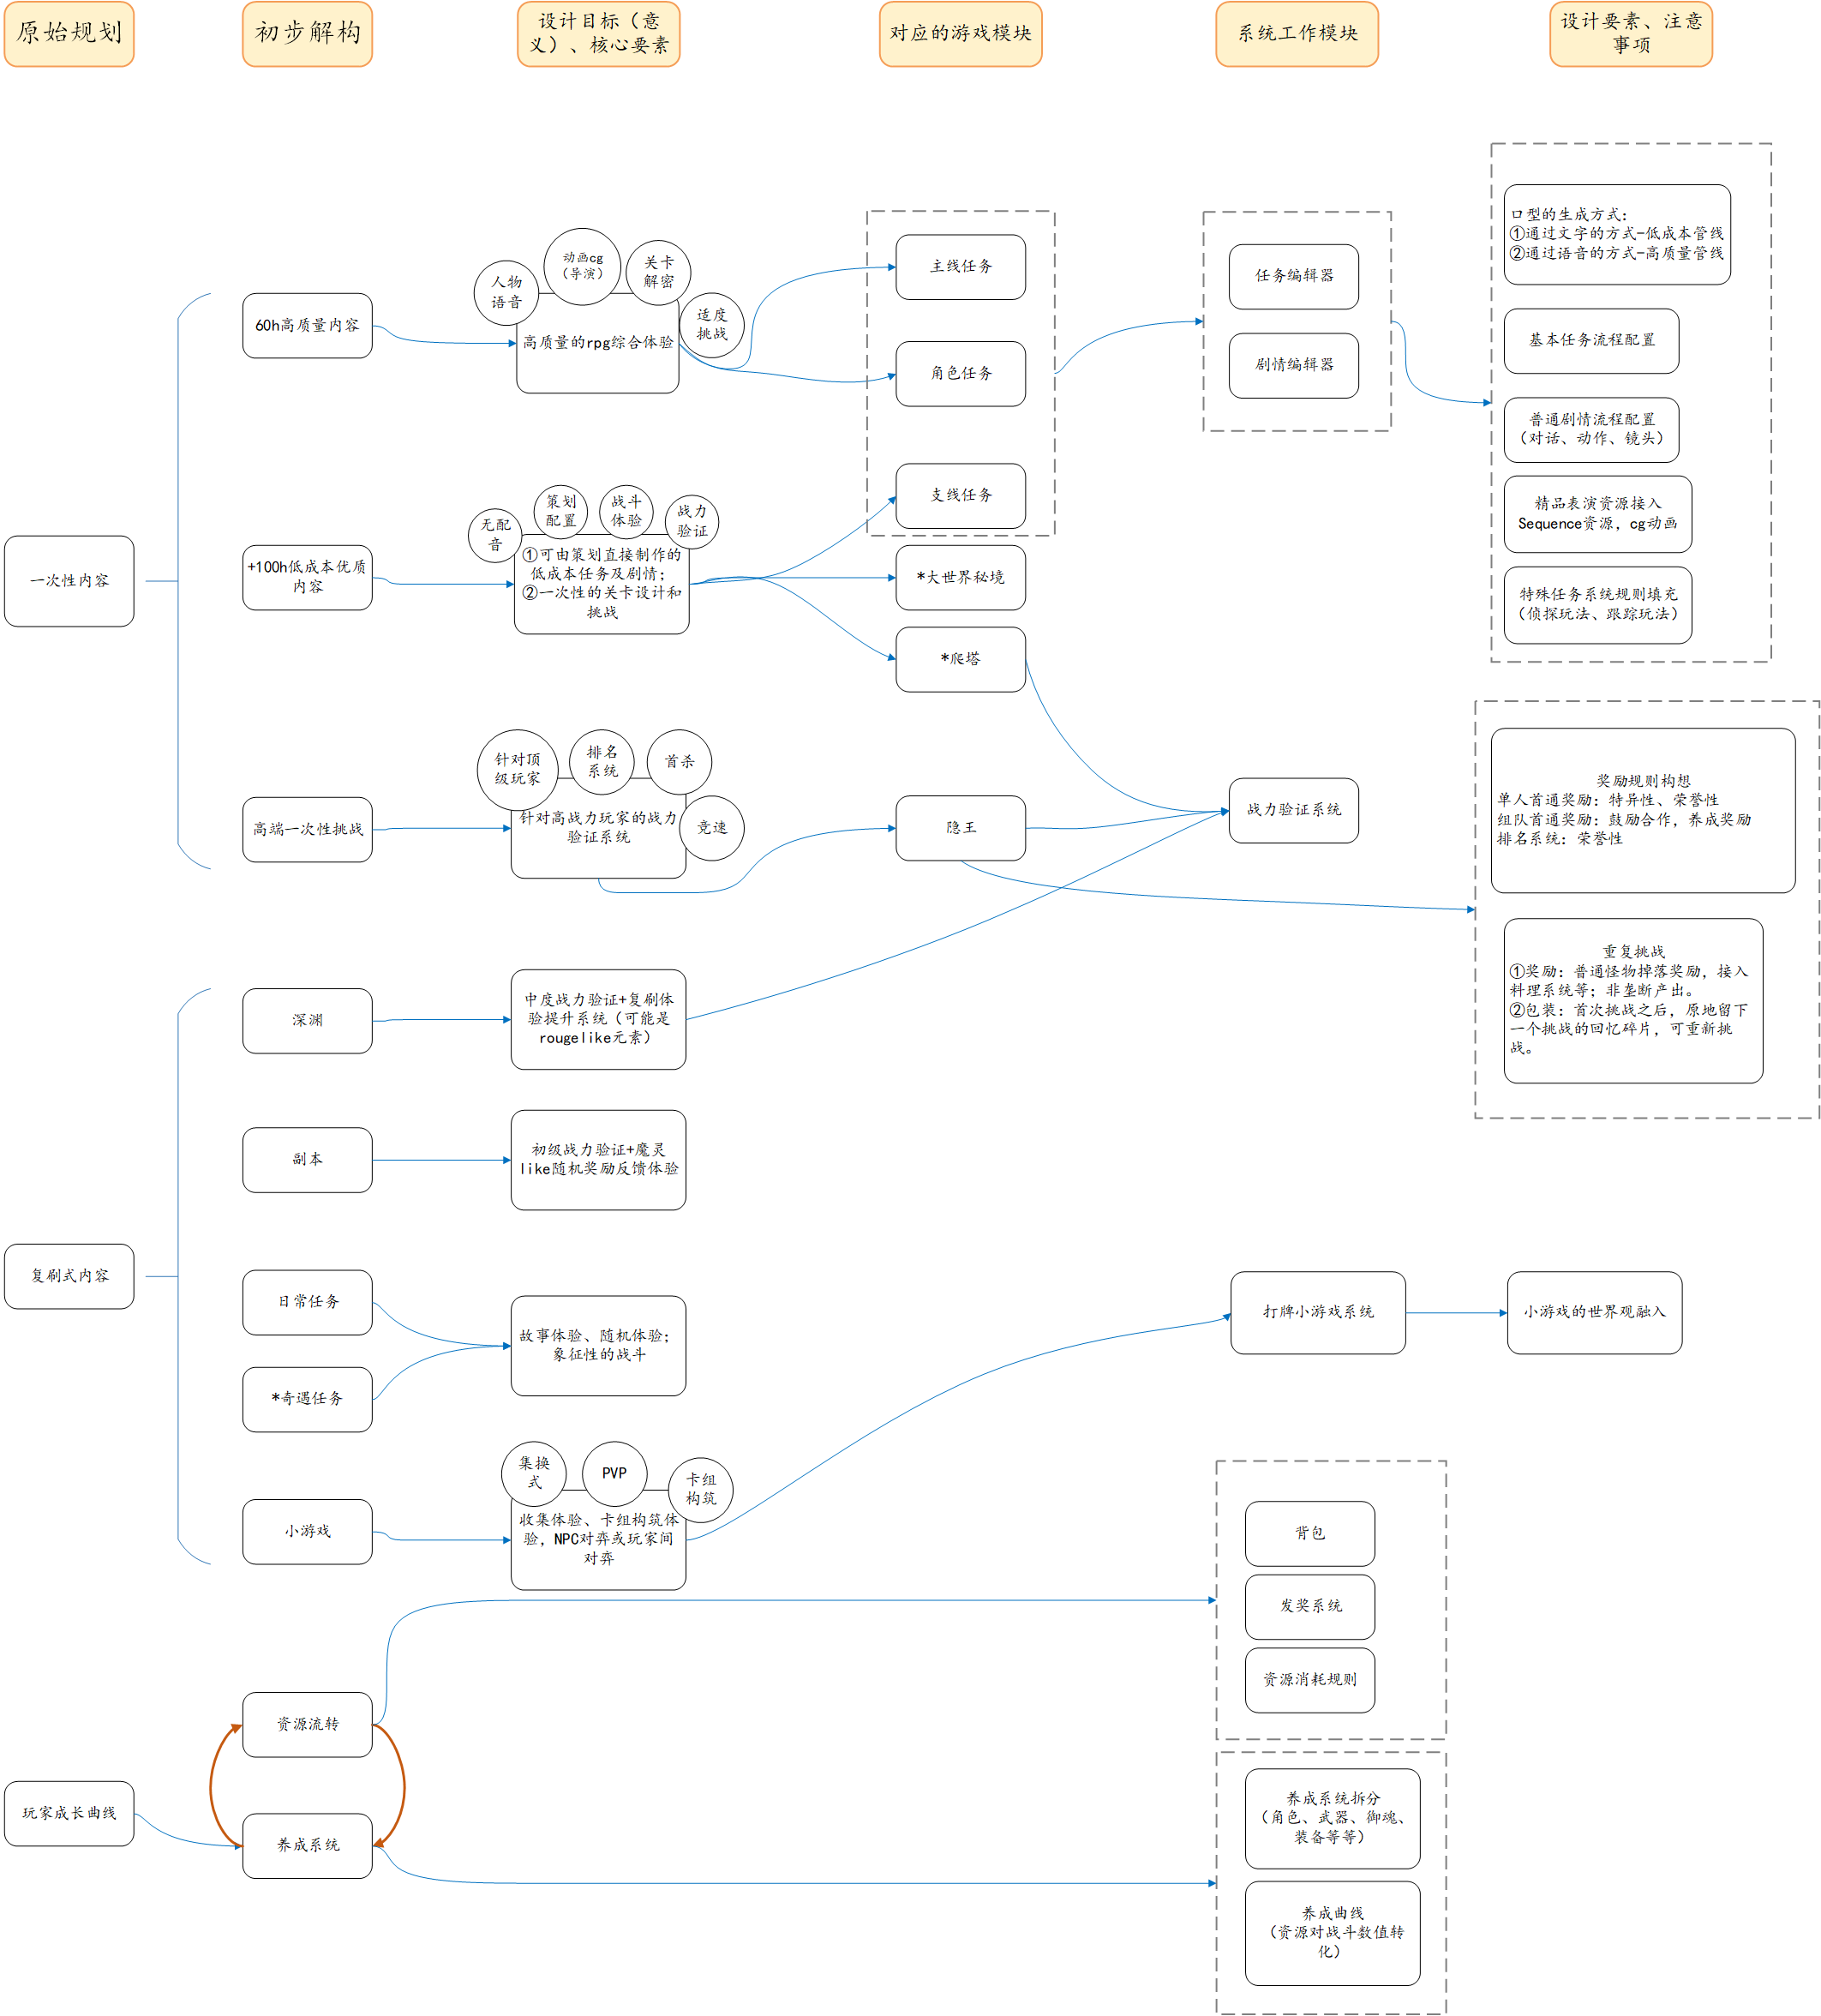 原始规划
初步解构
设计目标（意
义）、核心要素
对应的游戏模块
系统工作模块
设计要素、注意
事项
一次性内容
60h高质量内容
人物
语音
动画cg
（导演）
关卡
解密
适度
挑战
高质量的rpg综合体验
主线任务
角色任务
支线任务
任务编辑器
剧情编辑器
口型的生成方式：
①通过文字的方式-低成本管线
②通过语音的方式-高质量管线
基本任务流程配置
普通剧情流程配置
（对话、动作、镜头）
精品表演资源接入
Sequence资源，cg动画
特殊任务系统规则填充
（侦探玩法、跟踪玩法）
+100h低成本优质
内容
无配
音
策划
配置
战斗
体验
战力
验证
①可由策划直接制作的
低成本任务及剧情；
②一次性的关卡设计和
挑战
*大世界秘境
*爬塔
高端一次性挑战
针对顶
级玩家
排名
系统
首杀
竞速
针对高战力玩家的战力
验证系统
隐王
战力验证系统
奖励规则构想
单人首通奖励：特异性、荣誉性
组队首通奖励：鼓励合作，养成奖励
排名系统：荣誉性
重复挑战
①奖励：普通怪物掉落奖励，接入
料理系统等；非垄断产出。
②包装：首次挑战之后，原地留下
一个挑战的回忆碎片，可重新挑
战。
复刷式内容
深渊
中度战力验证+复刷体
验提升系统（可能是
rougelike元素）
副本
初级战力验证+魔灵
like随机奖励反馈体验
日常任务
*奇遇任务
故事体验、随机体验；
象征性的战斗
小游戏
集换
式
PVP
卡组
构筑
收集体验、卡组构筑体
验，NPC对弈或玩家间
对弈
打牌小游戏系统
小游戏的世界观融入
玩家成长曲线
资源流转
养成系统
背包
发奖系统
资源消耗规则
养成系统拆分
（角色、武器、御魂、
装备等等）
养成曲线
（资源对战斗数值转
化）